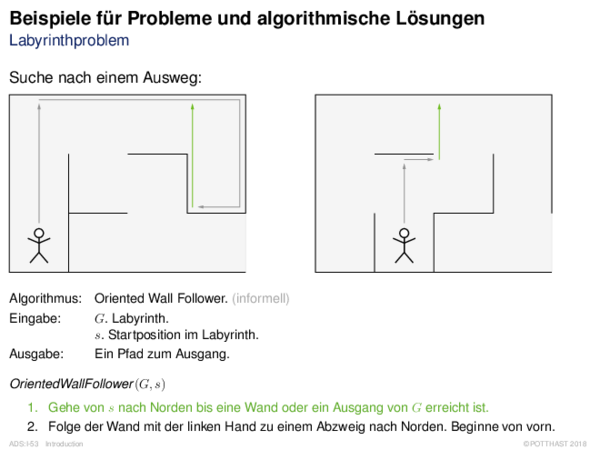 Beispiele für Probleme und algorithmische Lösungen
Labyrinthproblem
Suche nach einem Ausweg:
Algorithmus: Oriented Wall Follower. (informell)
Eingabe: G. Labyrinth.
s. Startposition im Labyrinth.
Ausgabe: Ein Pfad zum Ausgang.
OrientedWallFollower(G, s)
1. Gehe von s nach Norden bis eine Wand oder ein Ausgang von G erreicht ist.
2. Folge der Wand mit der linken Hand zu einem Abzweig nach Norden. Beginne von vorn.
ADS:I-63 Introduction ©POTTHAST 2018